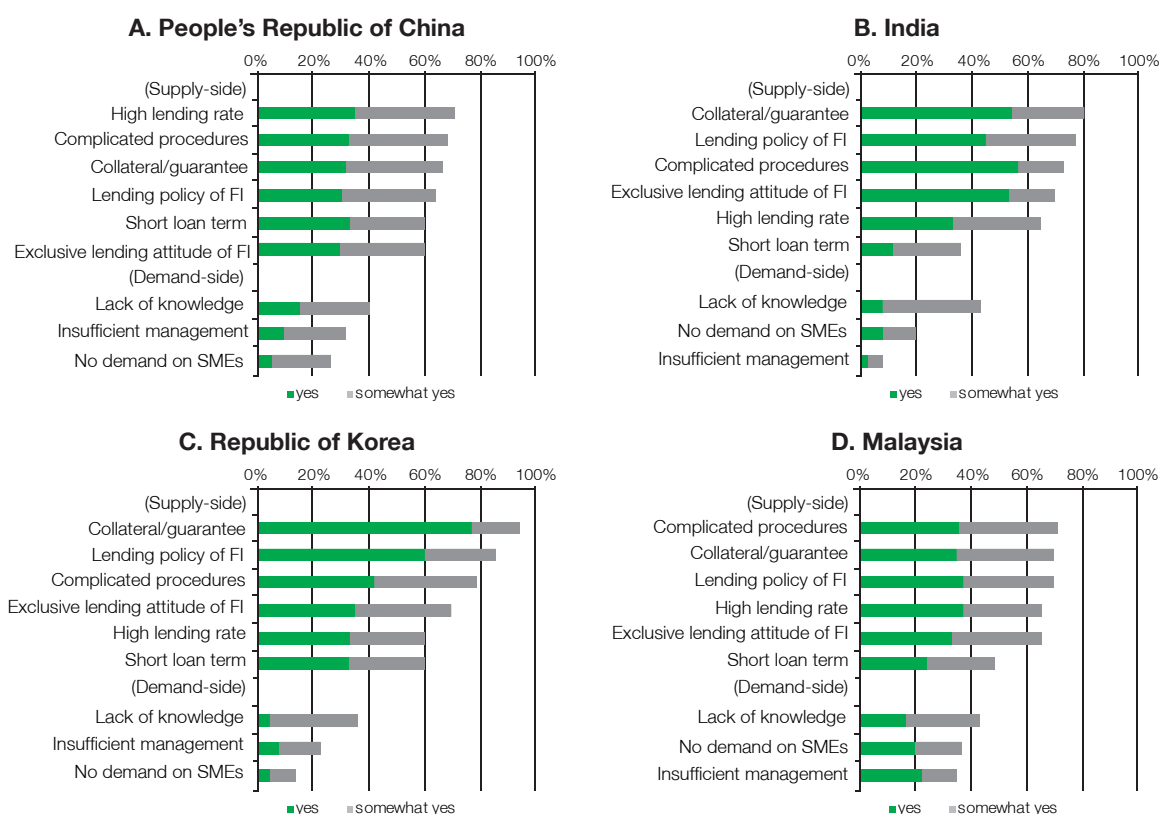 A. People's Republic of China
0% 20% 40% 60% 80% 100%
(Supply-side)
High lending rate
Complicated procedures
Collateral/guarantee
Lending policy of FI
Short loan term
Exclusive lending attitude of FI
(Demand-side)
Lack of knowledge
Insufficient management
No demand on SMEs
yes somewhat yes
B. India
0% 20% 40% 60% 80% 100%
(Supply-side)
Collateral/guarantee
Lending policy of FI
Complicated procedures
Exclusive lending attitude of FI
High lending rate
Short loan term
(Demand-side)
Lack of knowledge
No demand on SMEs
Insufficient management
yes somewhat yes
C. Republic of Korea
0% 20% 40% 60% 80% 100%
(Supply-side)
Collateral/guarantee
Lending policy of FI
Complicated procedures
Exclusive lending attitude of FI
High lending rate
Short loan term
(Demand-side)
Lack of knowledge
Insufficient management
No demand on SMEs
yes somewhat yes
D. Malaysia
0% 20% 40% 60% 80% 100%
(Supply-side)
Complicated procedures
Collateral/guarantee
Lending policy of FI
High lending rate
Exclusive lending attitude of FI
Short loan term
(Demand-side)
Lack of knowledge
No demand on SMEs
Insufficient management
yes somewhat yes